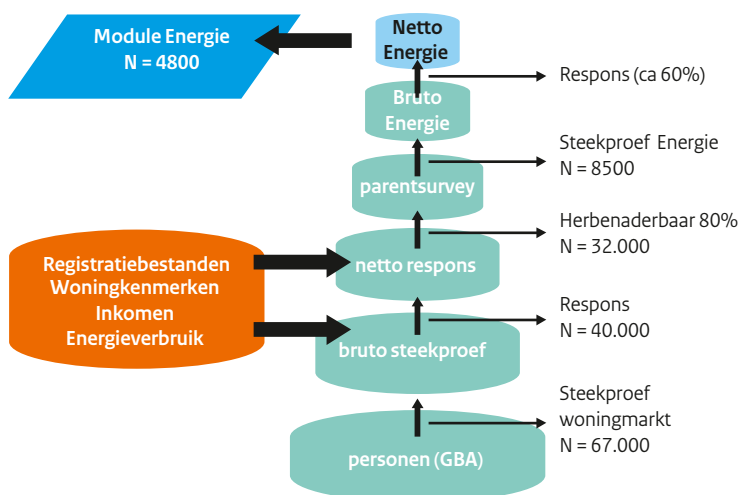 Module Energie
N = 4800
Netto
Energie
Respons (ca 60%)
Bruto
Energie
Steekproef Energie
N = 8500
parentsurvey
Herbenaderbaar 80%
N = 32.000
Registratiebestanden
Woningkenmerken
Inkomen
Energieverbruik
netto respons
Respons
N = 40.000
bruto steekproef
Steekproef
woningmarkt
N = 67.000
personen (GBA)